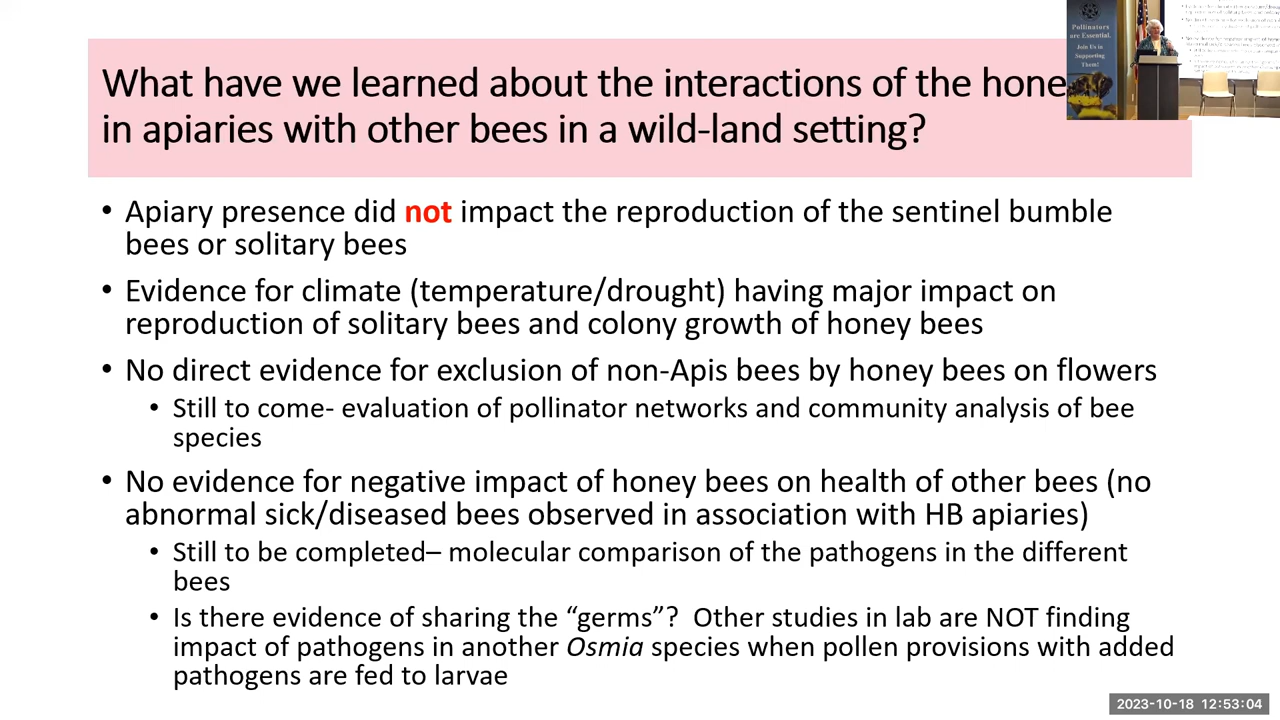 What have we learned about the interactions of the hone
in apiaries with other bees in a wild-land setting?
Pollinators
are Essential.
Join Us in
Supporting
Them!
• Apiary presence did not impact the reproduction of the sentinel bumble
bees or solitary bees
• Evidence for climate (temperature/drought) having major impact on
reproduction of solitary bees and colony growth of honey bees
• No direct evidence for exclusion of non-Apis bees by honey bees on flowers
• Still to come- evaluation of pollinator networks and community analysis of bee
species
• No evidence for negative impact of honey bees on health of other bees (no
abnormal sick/diseased bees observed in association with HB apiaries)
• Still to be completed– molecular comparison of the pathogens in the different
bees
• Is there evidence of sharing the “germs”?  Other studies in lab are NOT finding
impact of pathogens in another Osmia species when pollen provisions with added
pathogens are fed to larvae
2023-10-18 12:53:04